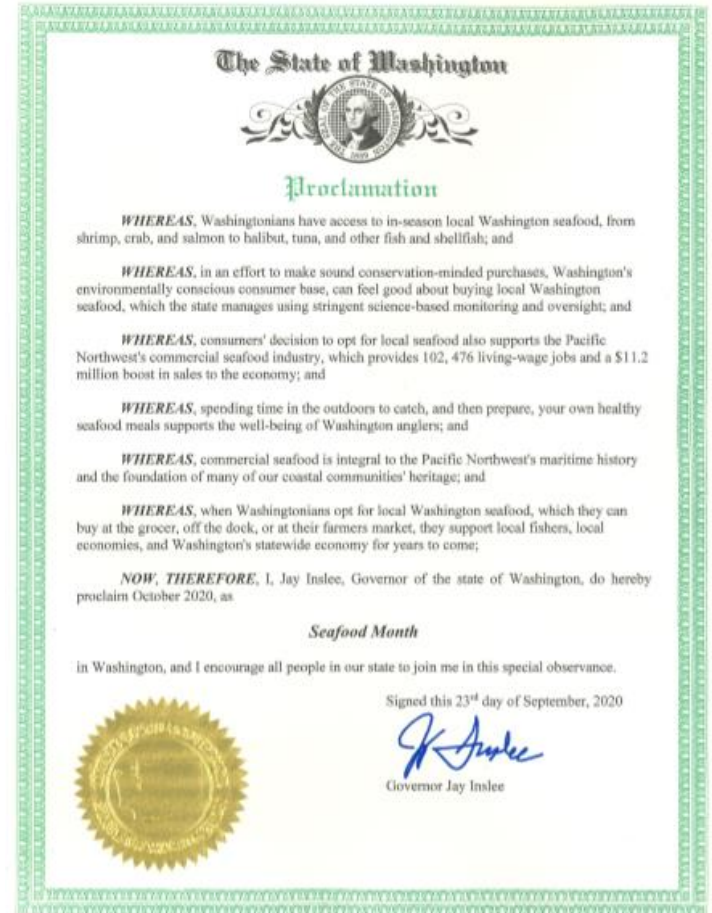 The State of Washington
THE SEAL OF THE STATE OF WASHINGTON
1889
Proclamation
WHEREAS, Washingtonians have access to in-season local Washington seafood, from
shrimp, crab, and salmon to halibut, tuna, and other fish and shellfish; and
WHEREAS, in an effort to make sound conservation-minded purchases, Washington's
environmentally conscious consumer base, can feel good about buying local Washington
seafood, which the state manages using stringent science-based monitoring and oversight; and
WHEREAS, consumers' decision to opt for local seafood also supports the Pacific
Northwest's commercial seafood industry, which provides 102, 476 living-wage jobs and a $11.2
million boost in sales to the economy; and
WHEREAS, spending time in the outdoors to catch, and then prepare, your own healthy
seafood meals supports the well-being of Washington anglers; and
WHEREAS, commercial seafood is integral to the Pacific Northwest's maritime history
and the foundation of many of our coastal communities' heritage; and
WHEREAS, when Washingtonians opt for local Washington seafood, which they can
buy at the grocer, off the dock, or at their farmers market, they support local fishers, local
economies, and Washington's statewide economy for years to come;
NOW, THEREFORE, I, Jay Inslee, Governor of the state of Washington, do hereby
proclaim October 2020, as
Seafood Month
in Washington, and I encourage all people in our state to join me in this special observance.
Signed this 23rd day of September, 2020
Jay Inslee
Governor Jay Inslee